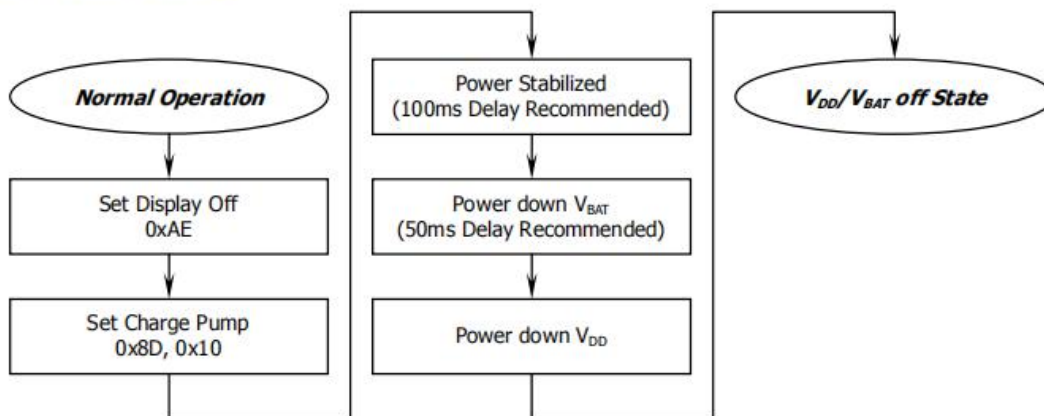 Normal Operation
Set Display Off
0xAE
Set Charge Pump
0x8D, 0x10
Power Stabilized
(100ms Delay Recommended)
Power down VBAT
(50ms Delay Recommended)
Power down VDD
VDD/VBAT off State